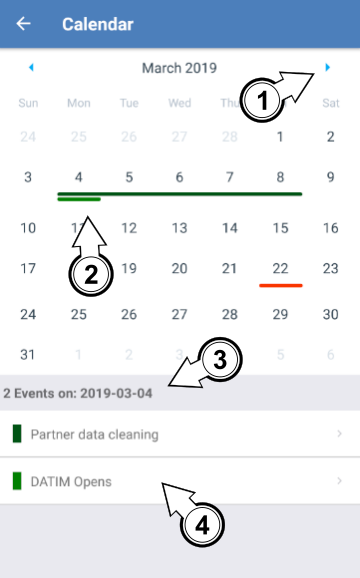 Calendar
March 2019
Sun Mon Tue Wed Thu Sat
24 25 26 27 28 1 2
3 4 5 6 7 8 9
10 11 12 13 14 15 16
17 19 20 21 22 23
24 25 26 27 28 29 30
31 1 2 3 5 6
2 Events on: 2019-03-04
Partner data cleaning
DATIM Opens
1
2
3
4